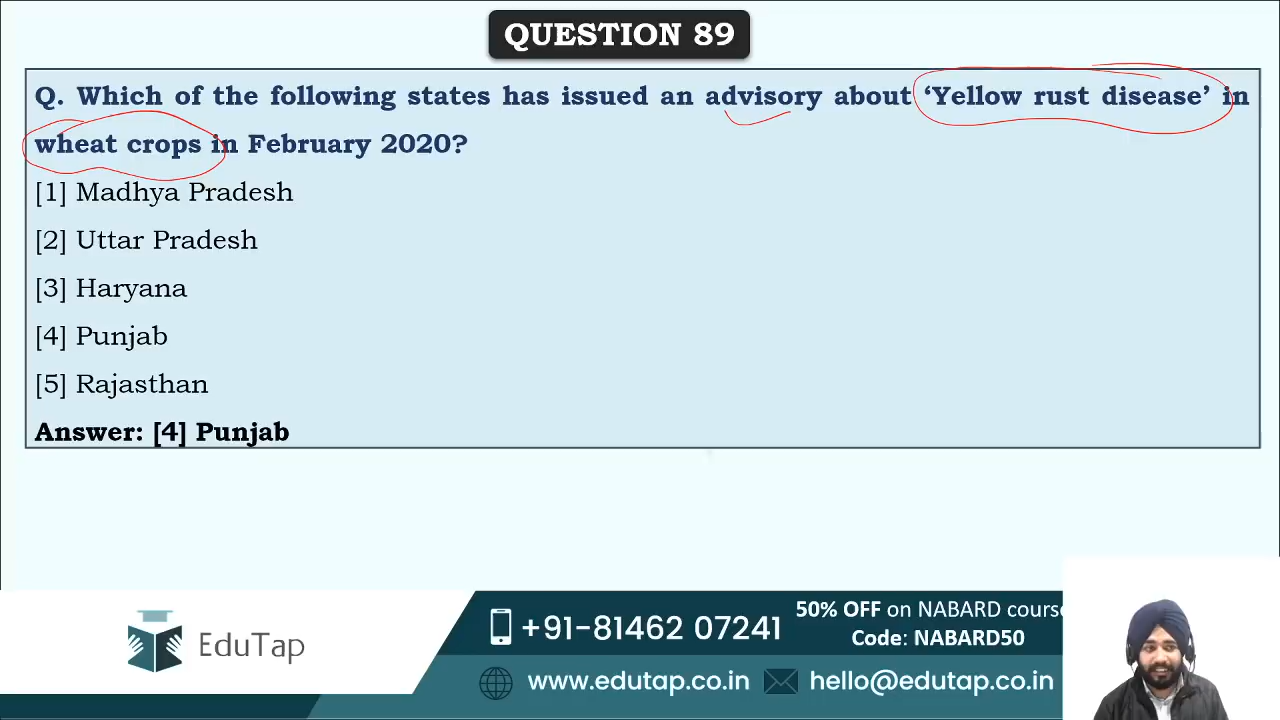 QUESTION 89
Q. Which of the following states has issued an advisory about ‘Yellow rust disease’ in
wheat crops in February 2020?
[1] Madhya Pradesh
[2] Uttar Pradesh
[3] Haryana
[4] Punjab
[5] Rajasthan
Answer: [4] Punjab
EduTap
+91-81462 07241
50% OFF on NABARD course
Code: NABARD50
www.edutap.co.in
hello@edutap.co.in